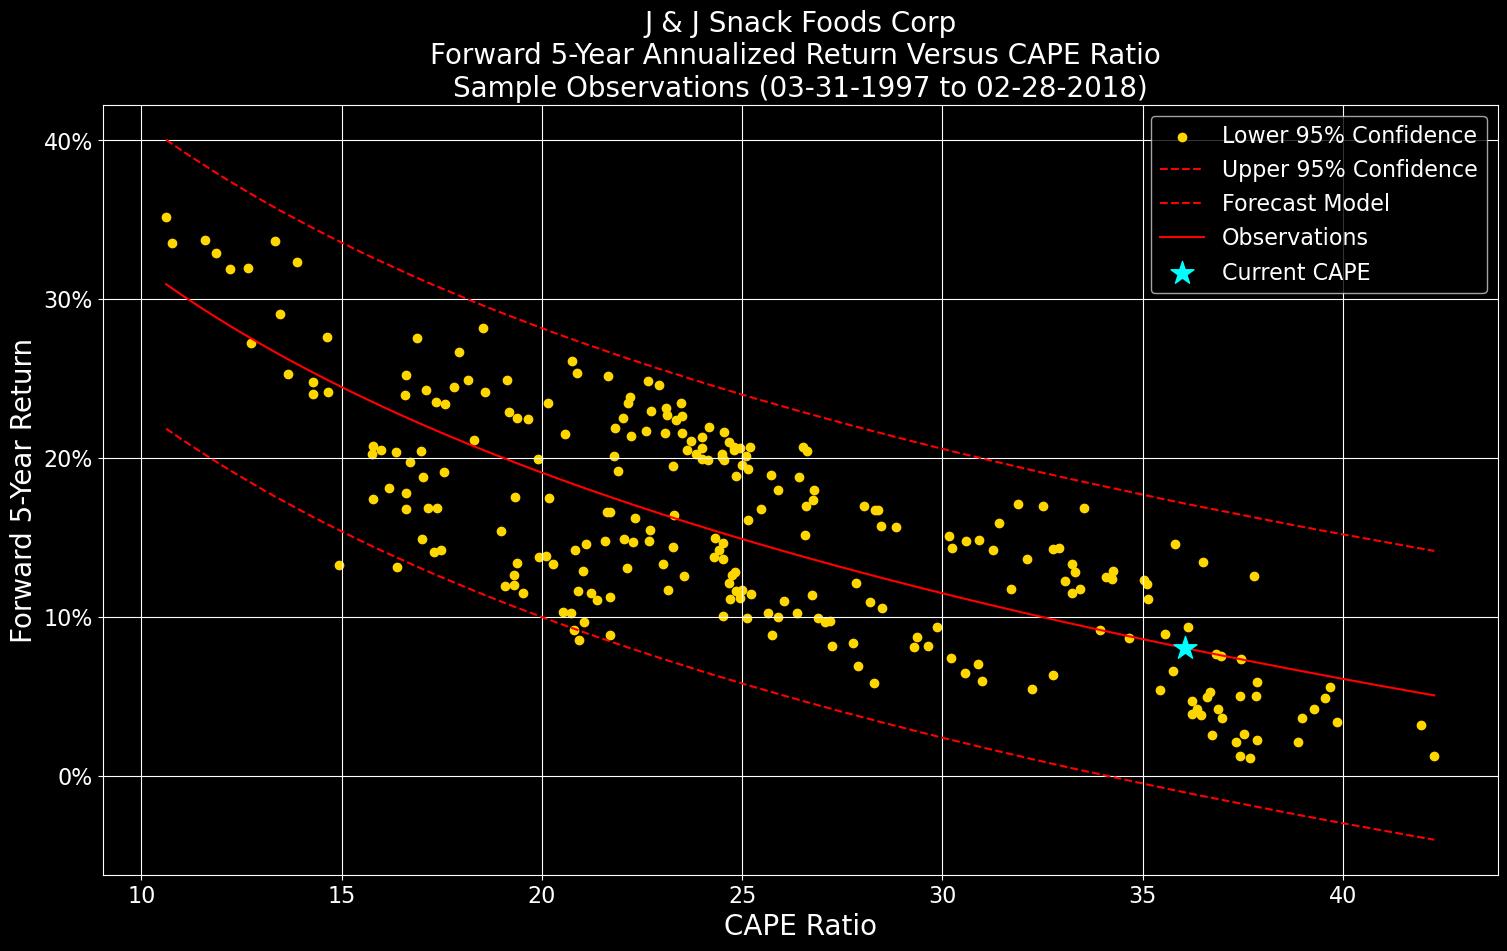 J & J Snack Foods Corp
Forward 5-Year Annualized Return Versus CAPE Ratio
Sample Observations (03-31-1997 to 02-28-2018)
Lower 95% Confidence
Upper 95% Confidence
Forecast Model
Observations
Current CAPE
Forward 5-Year Return
40%
30%
20%
10%
0%
10 15 20 25 30 35 40
CAPE Ratio